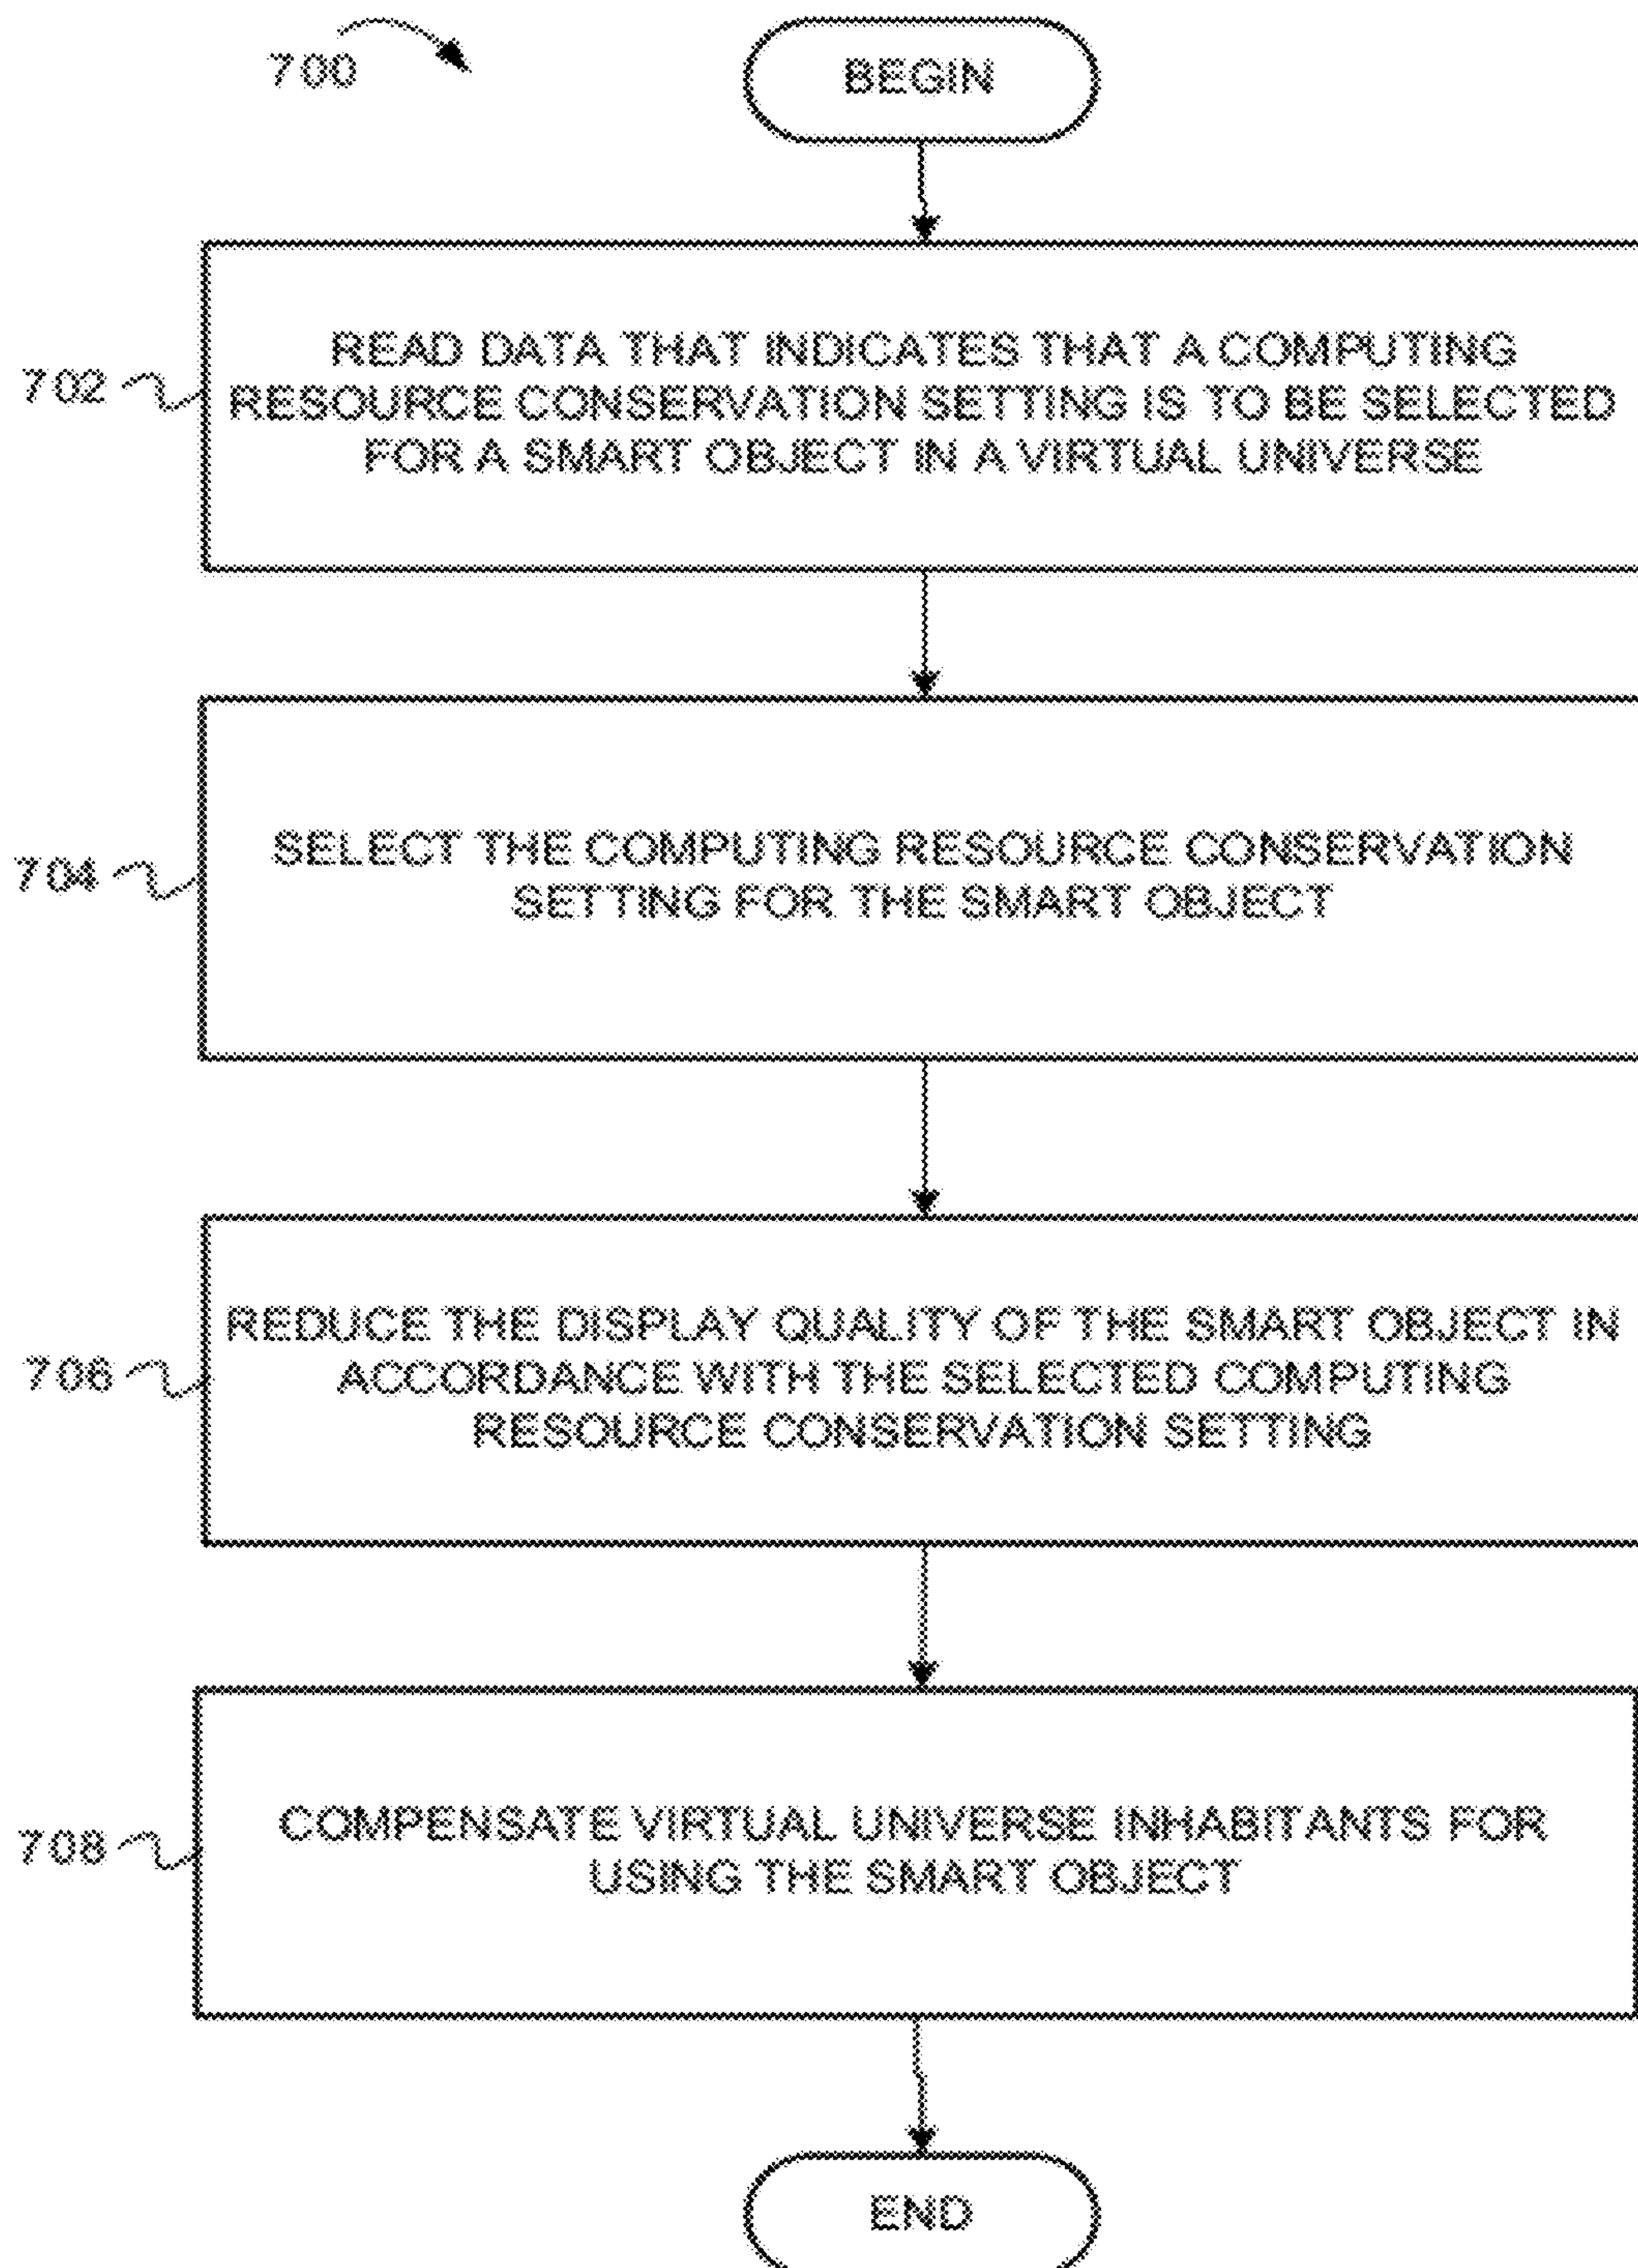 700
BEGIN
702
READ DATA THAT INDICATES THAT A COMPUTING
RESOURCE CONSERVATION SETTING IS TO BE SELECTED
FOR A SMART OBJECT IN A VIRTUAL UNIVERSE
704
SELECT THE COMPUTING RESOURCE CONSERVATION
SETTING FOR THE SMART OBJECT
706
REDUCE THE DISPLAY QUALITY OF THE SMART OBJECT IN
ACCORDANCE WITH THE SELECTED COMPUTING
RESOURCE CONSERVATION SETTING
708
COMPENSATE VIRTUAL UNIVERSE INHABITANTS FOR
USING THE SMART OBJECT
END